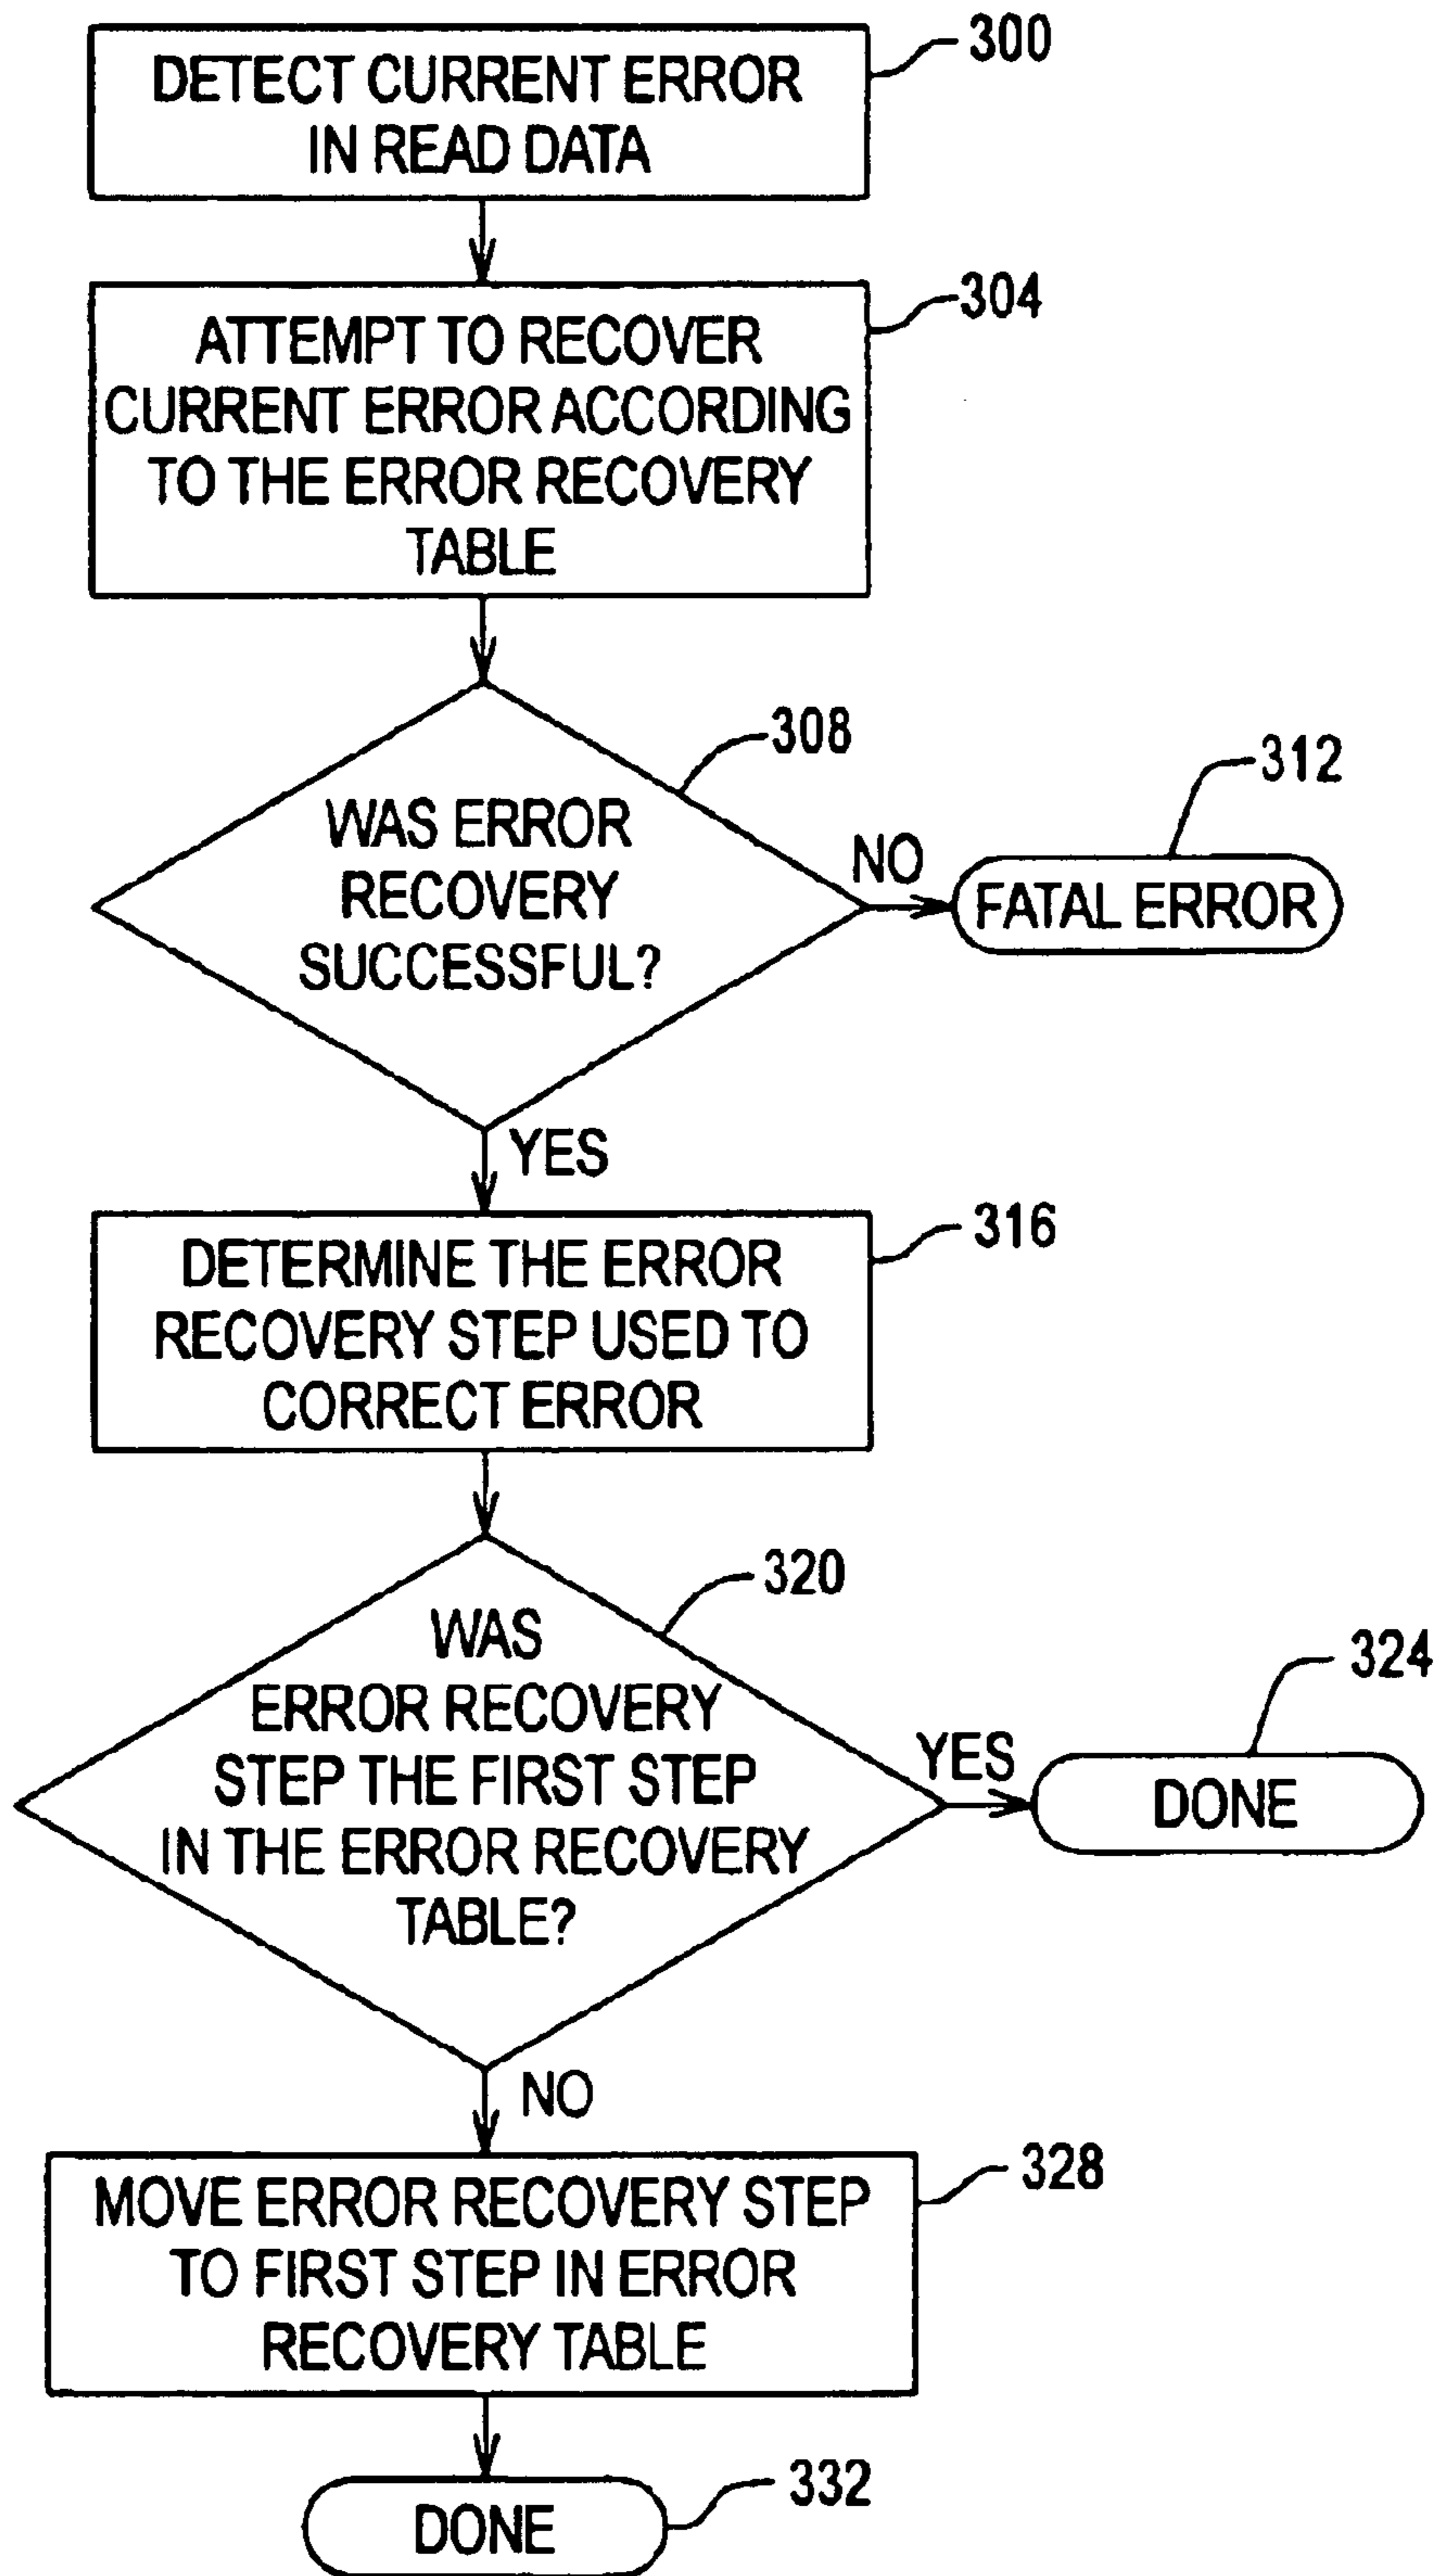 300
DETECT CURRENT ERROR
IN READ DATA
304
ATTEMPT TO RECOVER
CURRENT ERROR ACCORDING
TO THE ERROR RECOVERY
TABLE
308
312
WAS ERROR
RECOVERY
SUCCESSFUL?
NO
FATAL ERROR
YES
316
DETERMINE THE ERROR
RECOVERY STEP USED TO
CORRECT ERROR
320
324
WAS
ERROR RECOVERY
STEP THE FIRST STEP
IN THE ERROR RECOVERY
TABLE?
YES
DONE
NO
328
MOVE ERROR RECOVERY STEP
TO FIRST STEP IN ERROR
RECOVERY TABLE
332
DONE